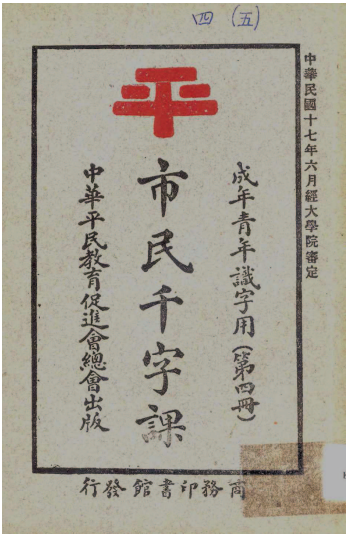 四 (五)
中華民國十七年六月經大學院審定
平
成年青年識字用(第四冊)
市民千字課
中華平民教育促進會總會出版
商務印書館發行